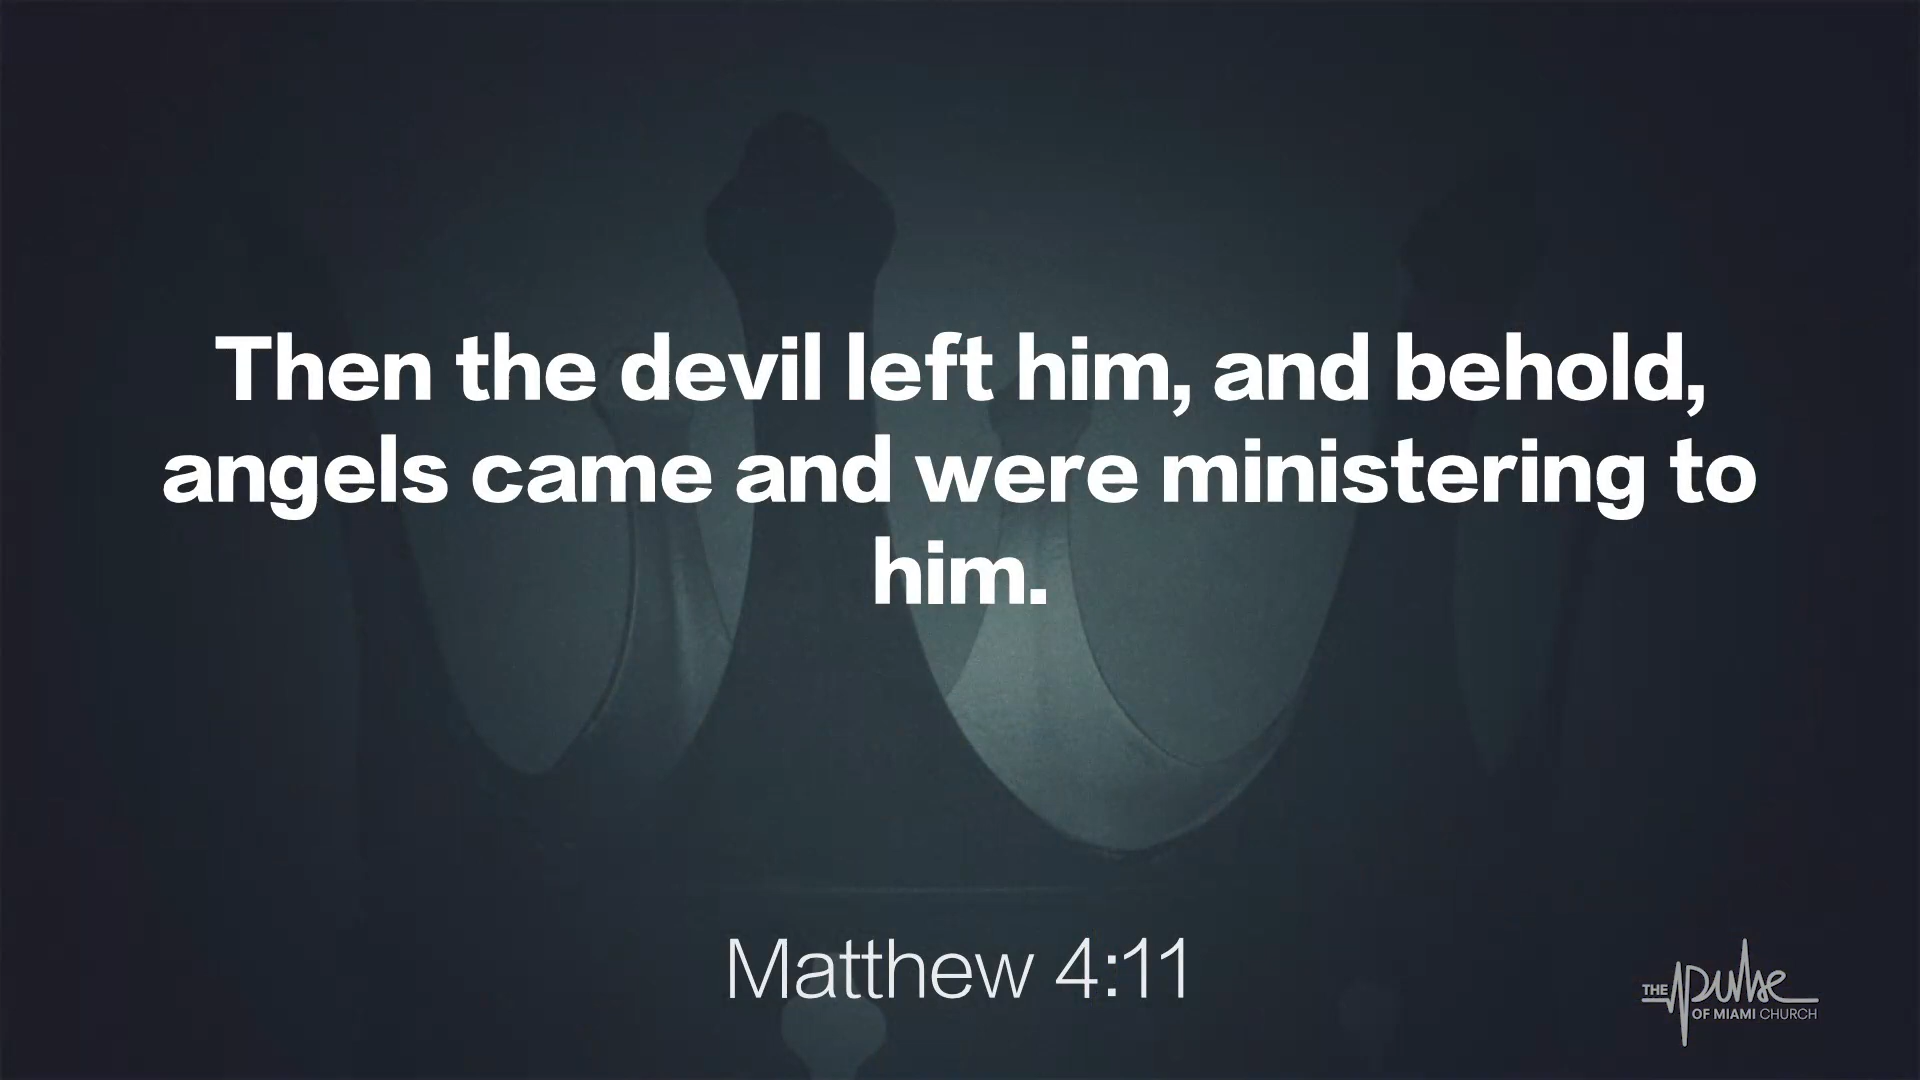 Then the devil left him, and behold,
angels came and were ministering to
him.
Matthew 4:11
THE pulse
OF MIAMI CHURCH